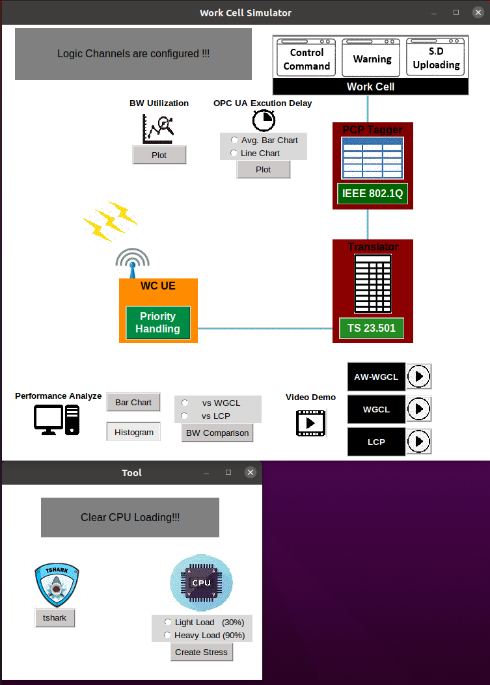 Work Cell Simulator
Logic Channels are configured !!!
Control
Command
Warning
S.D
Uploading
Work Cell
BW Utilization
Plot
OPC UA Excution Delay
Avg. Bar Chart
Line Chart
Plot
PCP Tagger
IEEE 802.1Q
Translator
TS 23.501
WC UE
Priority
Handling
Performance Analyze
Bar Chart
Histogram
vs WGCL
vs LCP
BW Comparison
Video Demo
AW-WGCL
WGCL
LCP
Tool
Clear CPU Loading!!!
TSHARK
tshark
CPU
Light Load (30%)
Heavy Load (90%)
Create Stress